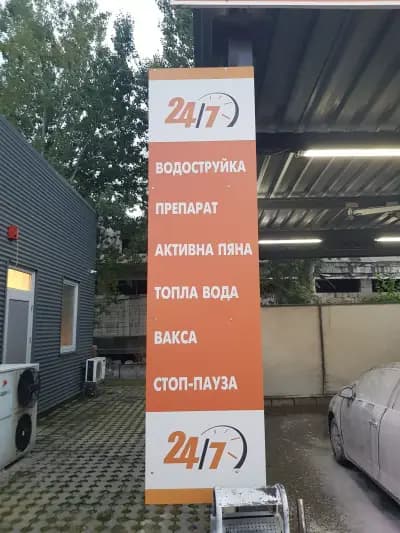 24/7
ВОДОСТРУЙКА
ПРЕПАРАТ
АКТИВНА ПЯНА
ТОПЛА ВОДА
ВАКСА
СТОП-ПАУЗА
24/7